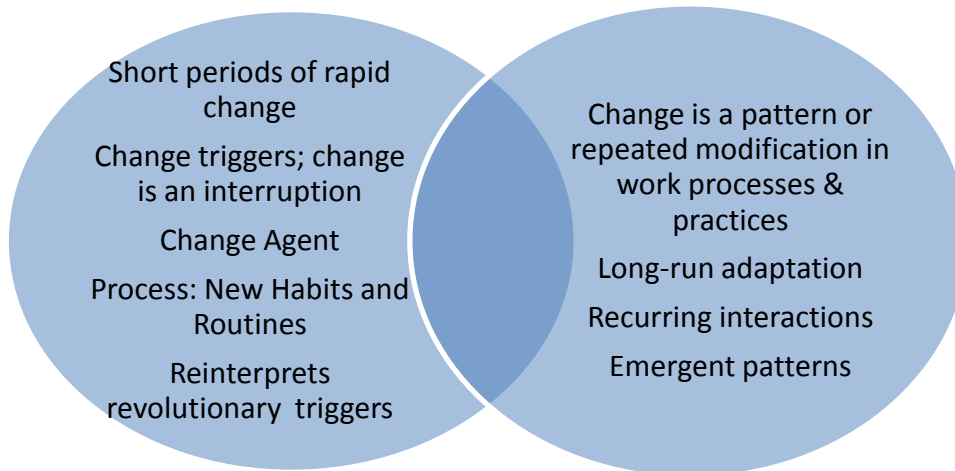 Short periods of rapid
change
Change triggers; change
is an interruption
Change Agent
Process: New Habits and
Routines
Reinterprets
revolutionary triggers
Change is a pattern or
repeated modification in
work processes &
practices
Long-run adaptation
Recurring interactions
Emergent patterns